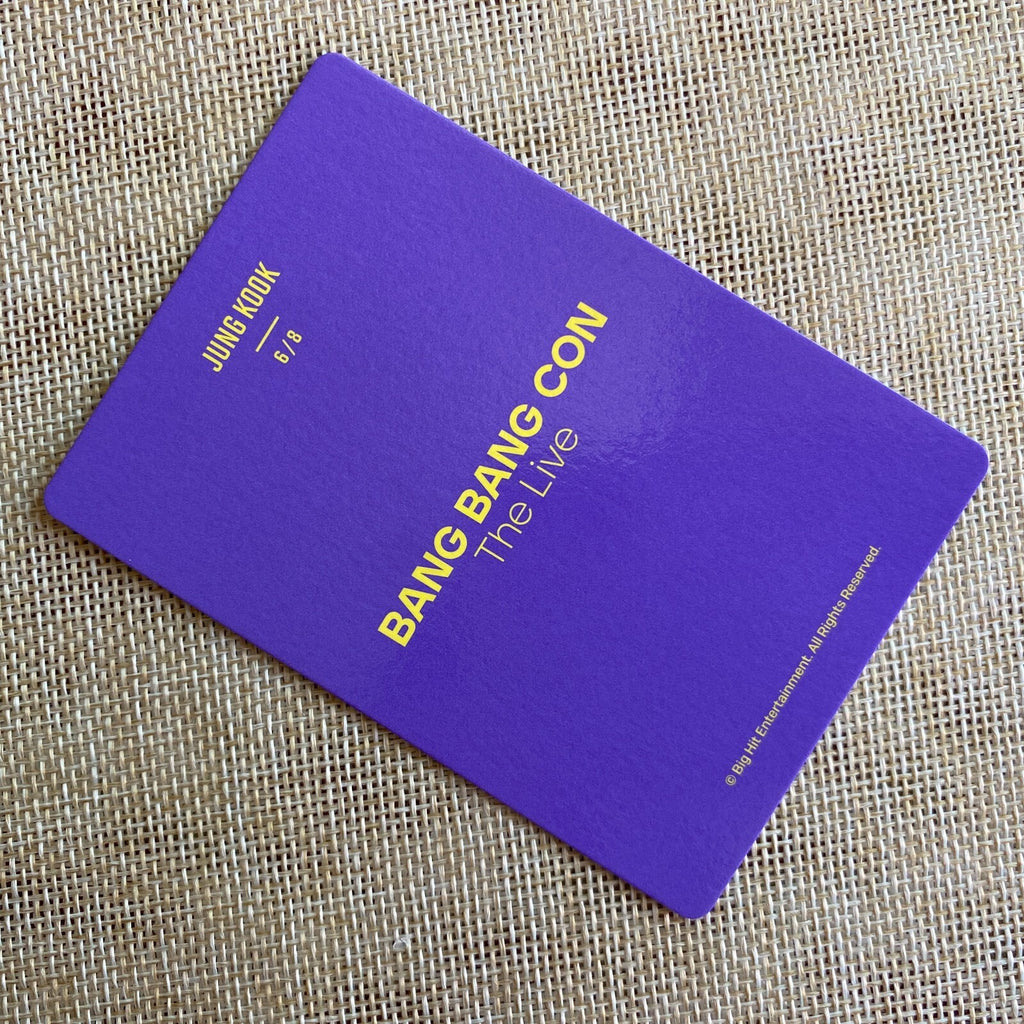 JUNG KOOK
6/8
BANG BANG CON
The Live
© Big Hit Entertainment. All Rights Reserved.